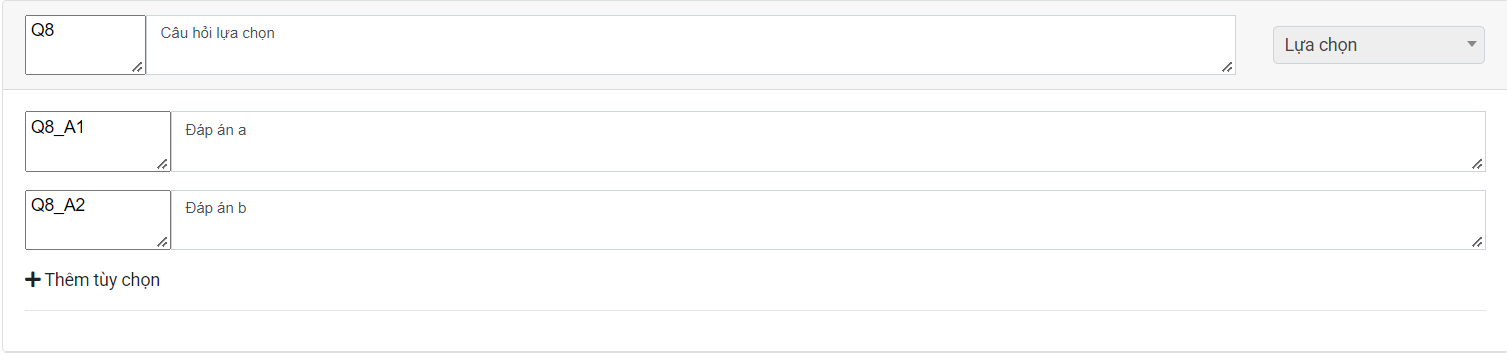 Q8 Câu hỏi lựa chọn Lựa chọn
Q8_A1 Đáp án a
Q8_A2 Đáp án b
Thêm tùy chọn